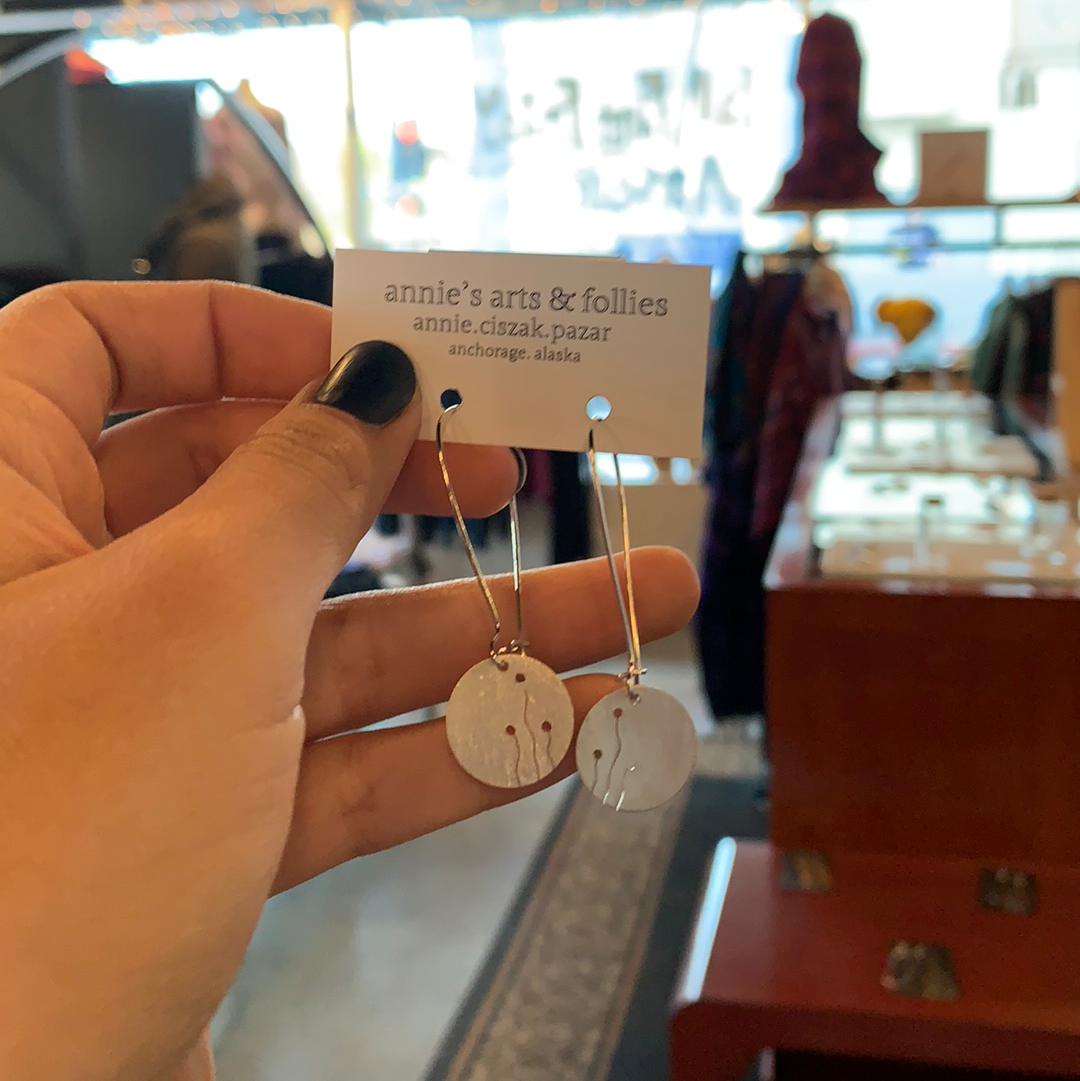 annie's arts & follies
annie.ciszak.pazar
anchorage. alaska